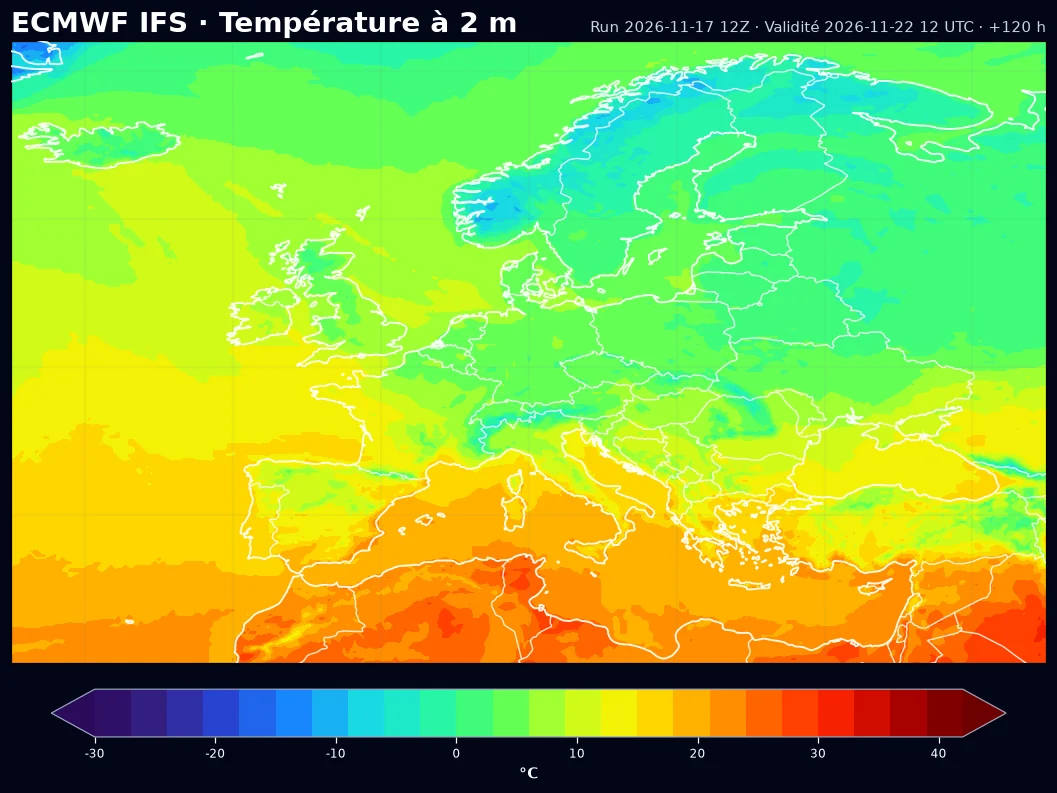 ECMWF IFS · Température à 2 m
Run 2026-11-17 12Z · Validité 2026-11-22 12 UTC · +120 h
-30 -20 -10 0 10 20 30 40
°C